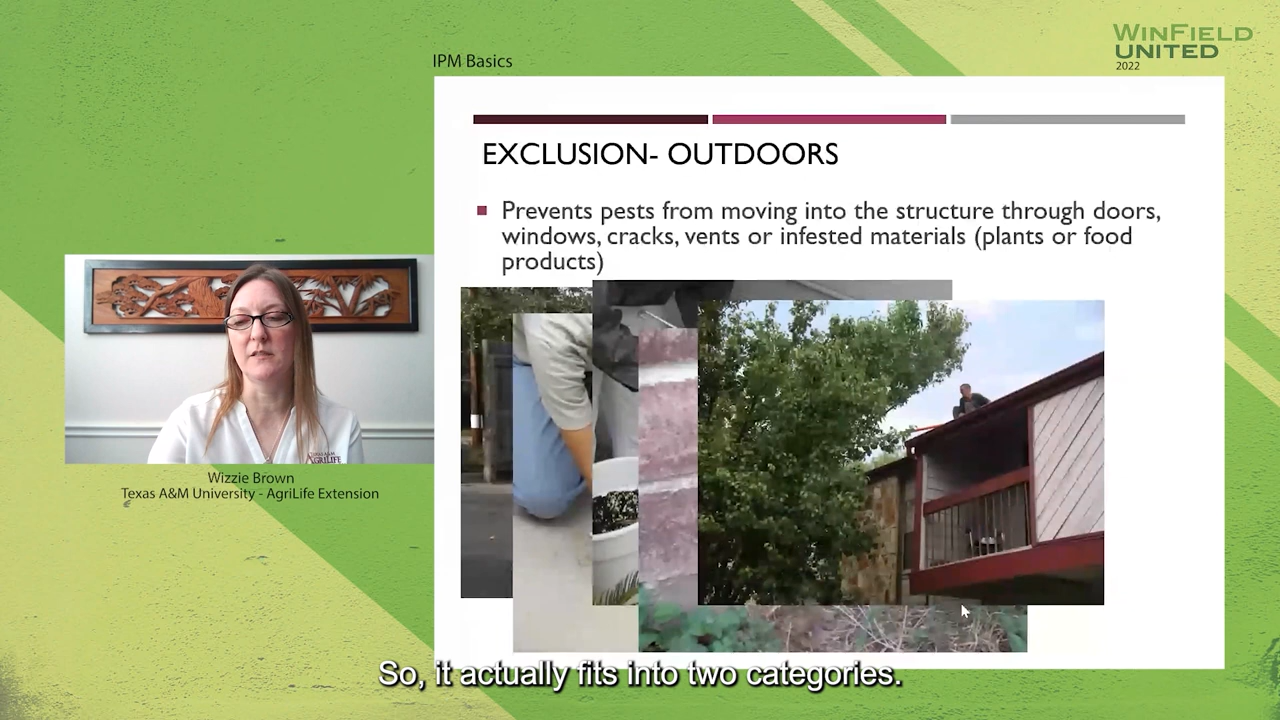 WINFIELD
UNITED
2022
IPM Basics
EXCLUSION- OUTDOORS
Prevents pests from moving into the structure through doors,
windows, cracks, vents or infested materials (plants or food
products)
AGRILIFE
Wizzie Brown
Texas A&M University - AgriLife Extension
So, it actually fits into two categories.